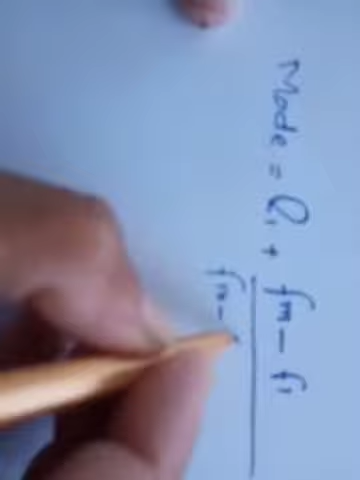 Mode = l₁ + fm - f₁
fm -